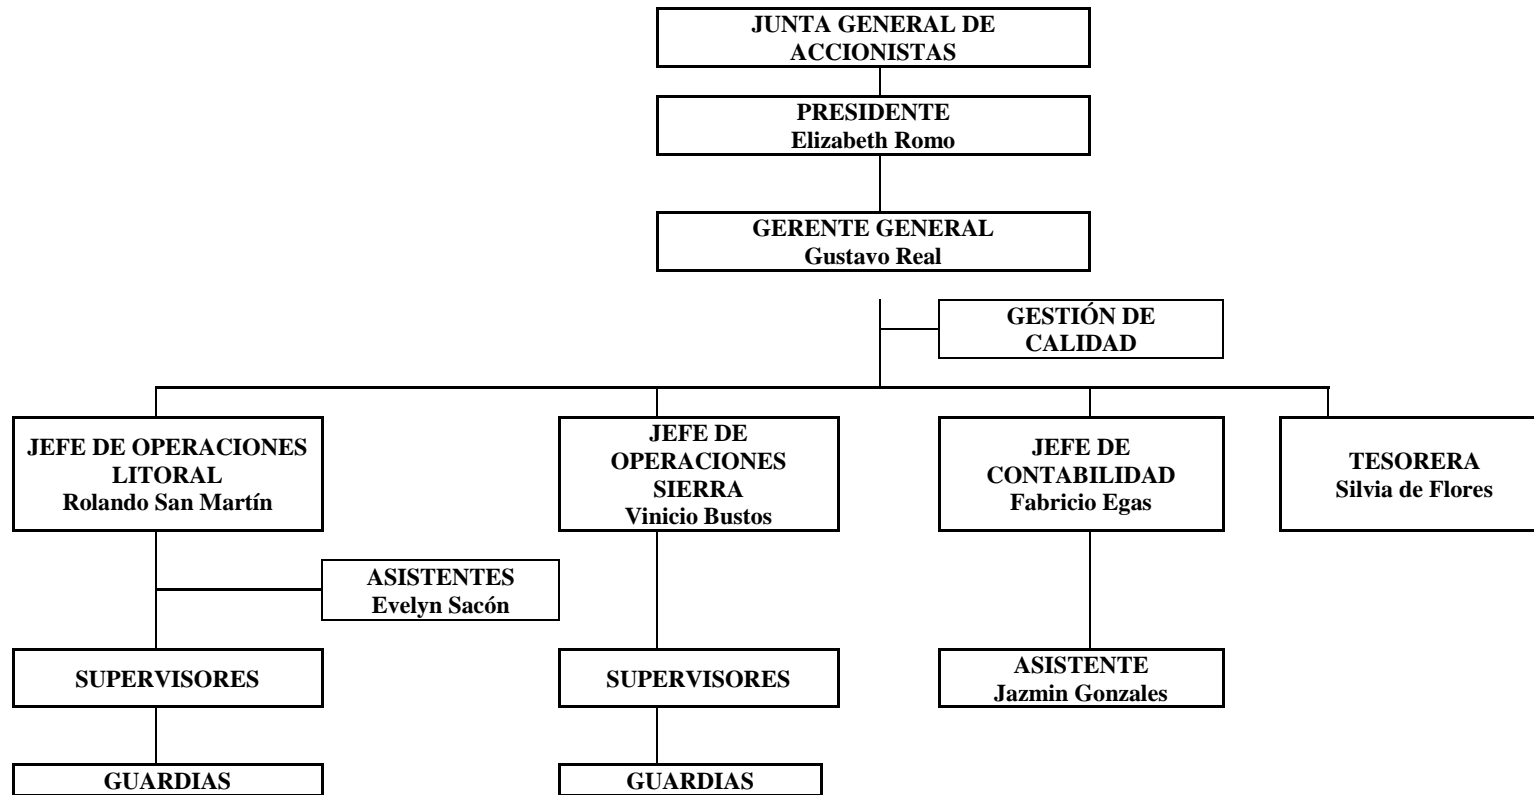 JUNTA GENERAL DE
ACCIONISTAS
PRESIDENTE
Elizabeth Romo
GERENTE GENERAL
Gustavo Real
GESTIÓN DE
CALIDAD
JEFE DE OPERACIONES
LITORAL
Rolando San Martín
JEFE DE
OPERACIONES
SIERRA
Vinicio Bustos
JEFE DE
CONTABILIDAD
Fabricio Egas
TESORERA
Silvia de Flores
ASISTENTES
Evelyn Sacón
SUPERVISORES
SUPERVISORES
ASISTENTE
Jazmin Gonzales
GUARDIAS
GUARDIAS